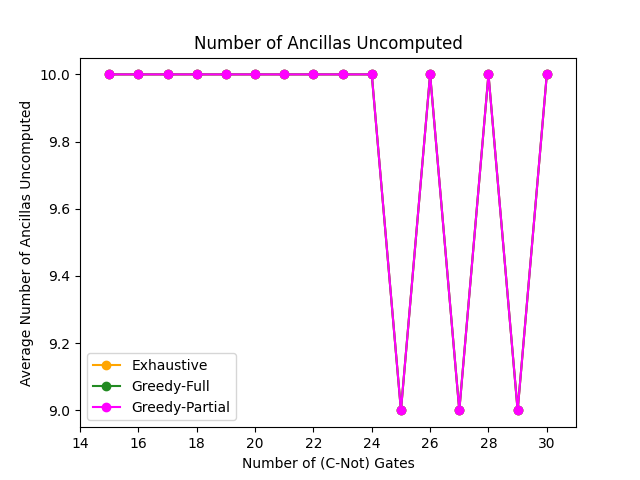 Number of Ancillas Uncomputed
Average Number of Ancillas Uncomputed
10.0
9.8
9.6
9.4
9.2
9.0
Exhaustive
Greedy-Full
Greedy-Partial
14 16 18 20 22 24 26 28 30
Number of (C-Not) Gates